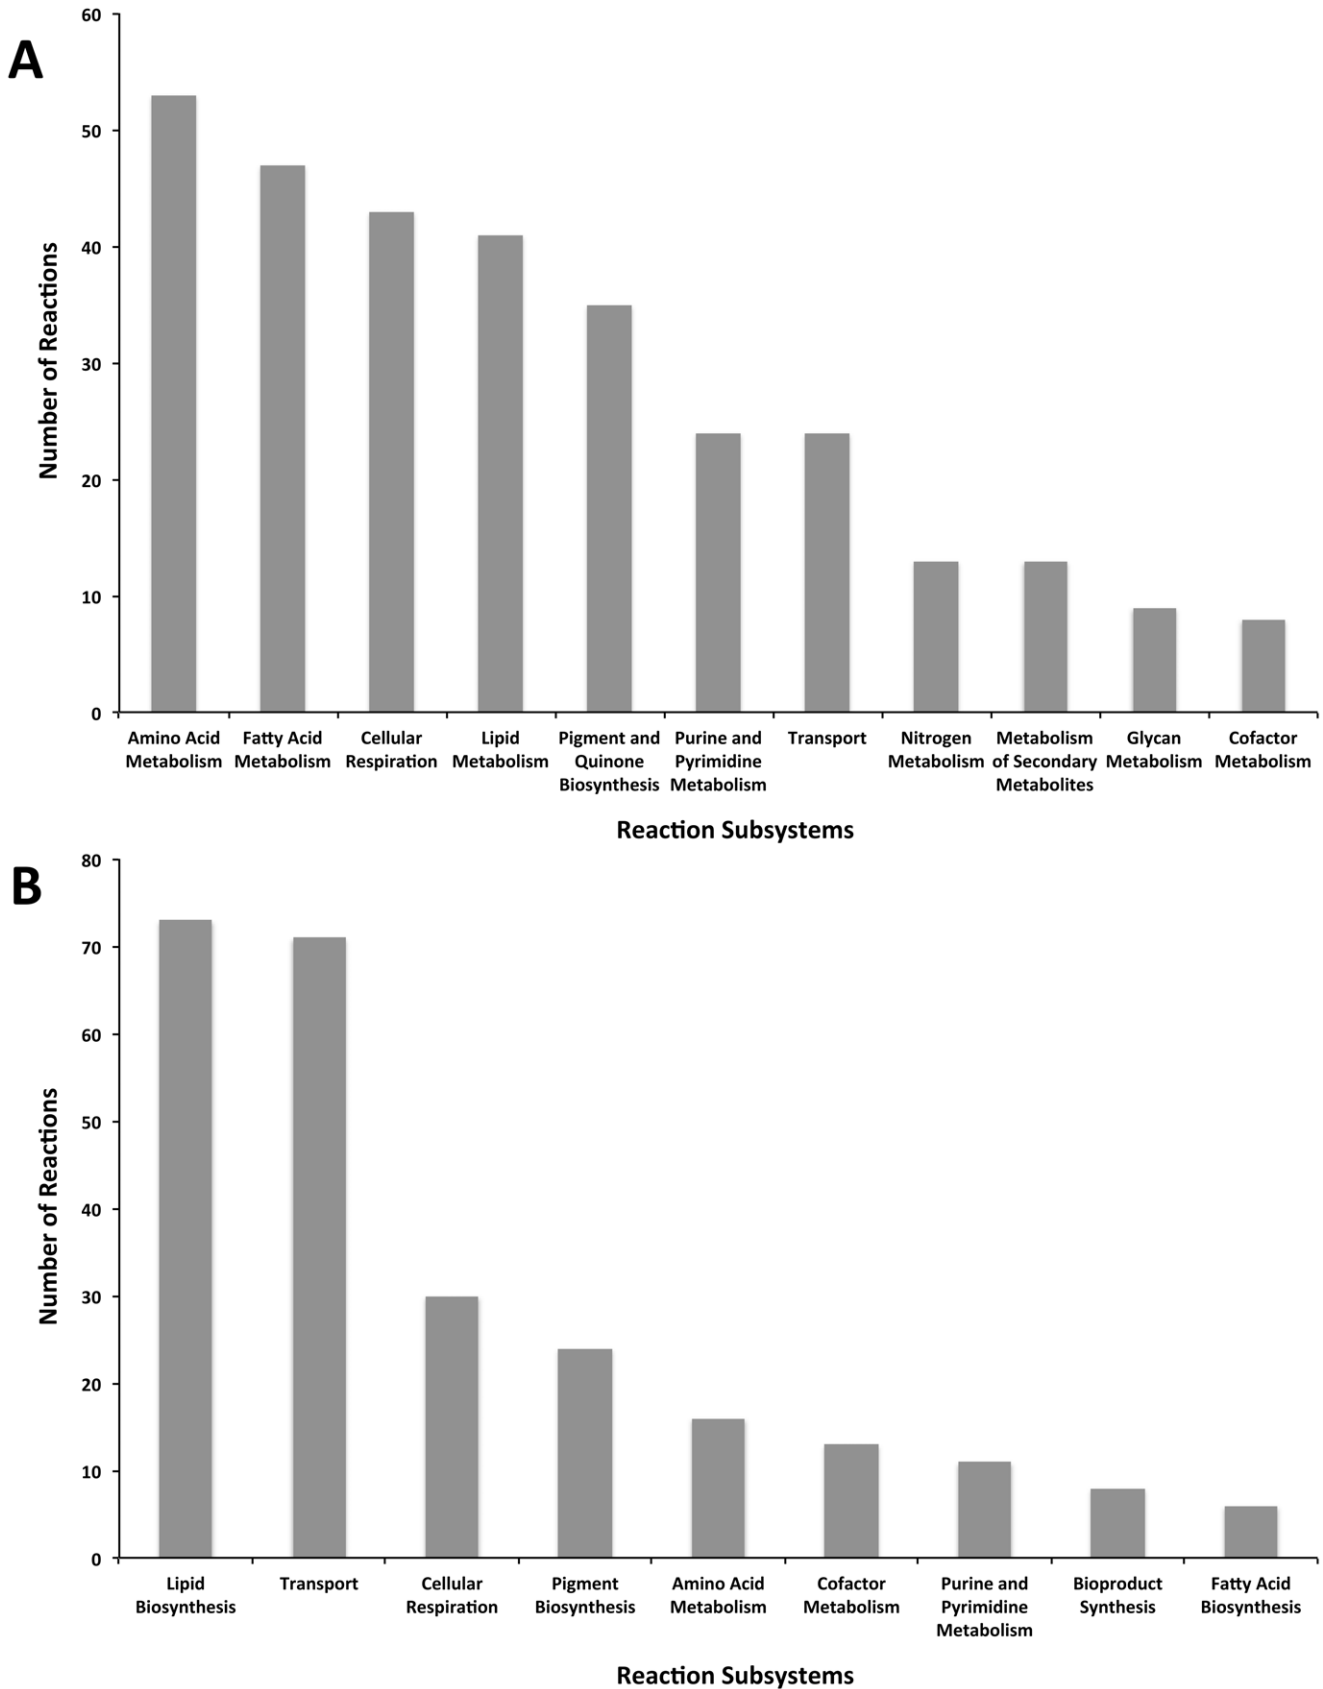 A
60
50
40
30
20
10
0
Number of Reactions
Amino Acid
Metabolism
Fatty Acid
Metabolism
Cellular
Respiration
Lipid
Metabolism
Pigment and
Quinone
Biosynthesis
Purine and
Pyrimidine
Metabolism
Transport
Nitrogen
Metabolism
Metabolism
of Secondary
Metabolites
Glycan
Metabolism
Cofactor
Metabolism
Reaction Subsystems
B
80
70
60
50
40
30
20
10
0
Number of Reactions
Lipid
Biosynthesis
Transport
Cellular
Respiration
Pigment
Biosynthesis
Amino Acid
Metabolism
Cofactor
Metabolism
Purine and
Pyrimidine
Metabolism
Bioproduct
Synthesis
Fatty Acid
Biosynthesis
Reaction Subsystems